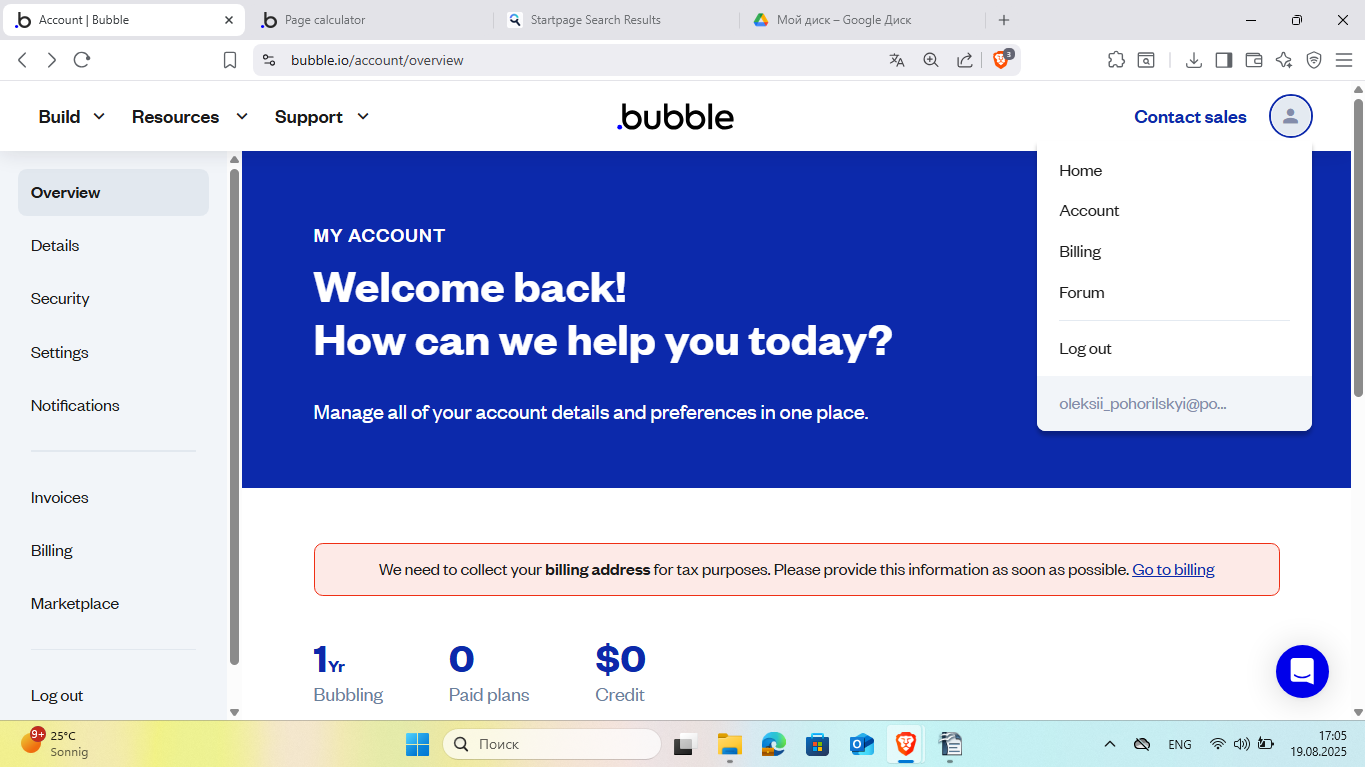 Account | Bubble
Page calculator
Startpage Search Results
Мой диск – Google Диск
bubble.io/account/overview
3
Build
Resources
Support
.bubble
Contact sales
Home
Account
Billing
Forum
Log out
oleksii_pohorilskyi@po...
Overview
Details
Security
Settings
Notifications
Invoices
Billing
Marketplace
Log out
MY ACCOUNT
Welcome back!
How can we help you today?
Manage all of your account details and preferences in one place.
We need to collect your billing address for tax purposes. Please provide this information as soon as possible. Go to billing
1Yr
Bubbling
0
Paid plans
$0
Credit
9+
25°C
Sonnig
Поиск
ENG
17:05
19.08.2025